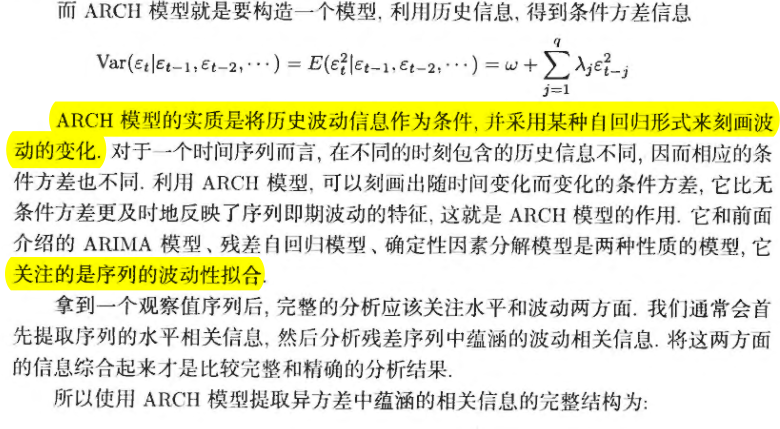 而 ARCH 模型就是要构造一个模型, 利用历史信息, 得到条件方差信息
Var(εt|εt−1, εt−2, ⋯) = E(εt²|εt−1, εt−2, ⋯) = ω + ∑_{j=1}^{q} λjε²t−j
ARCH 模型的实质是将历史波动信息作为条件, 并采用某种自回归形式来刻画波
动的变化. 对于一个时间序列而言, 在不同的时刻包含的历史信息不同, 因而相应的条
件方差也不同. 利用 ARCH 模型, 可以刻画出随时间变化而变化的条件方差, 它比无
条件方差更及时地反映了序列即期波动的特征, 这就是 ARCH 模型的作用. 它和前面
介绍的 ARIMA 模型、残差自回归模型、确定性因素分解模型是两种性质的模型, 它
关注的是序列的波动性拟合.
拿到一个观察值序列后, 完整的分析应该关注水平和波动两方面. 我们通常会首
先提取序列的水平相关信息, 然后分析残差序列中蕴涵的波动相关信息. 将这两方面
的信息综合起来才是比较完整和精确的分析结果.
所以使用 ARCH 模型提取异方差中蕴涵的相关信息的完整结构为: